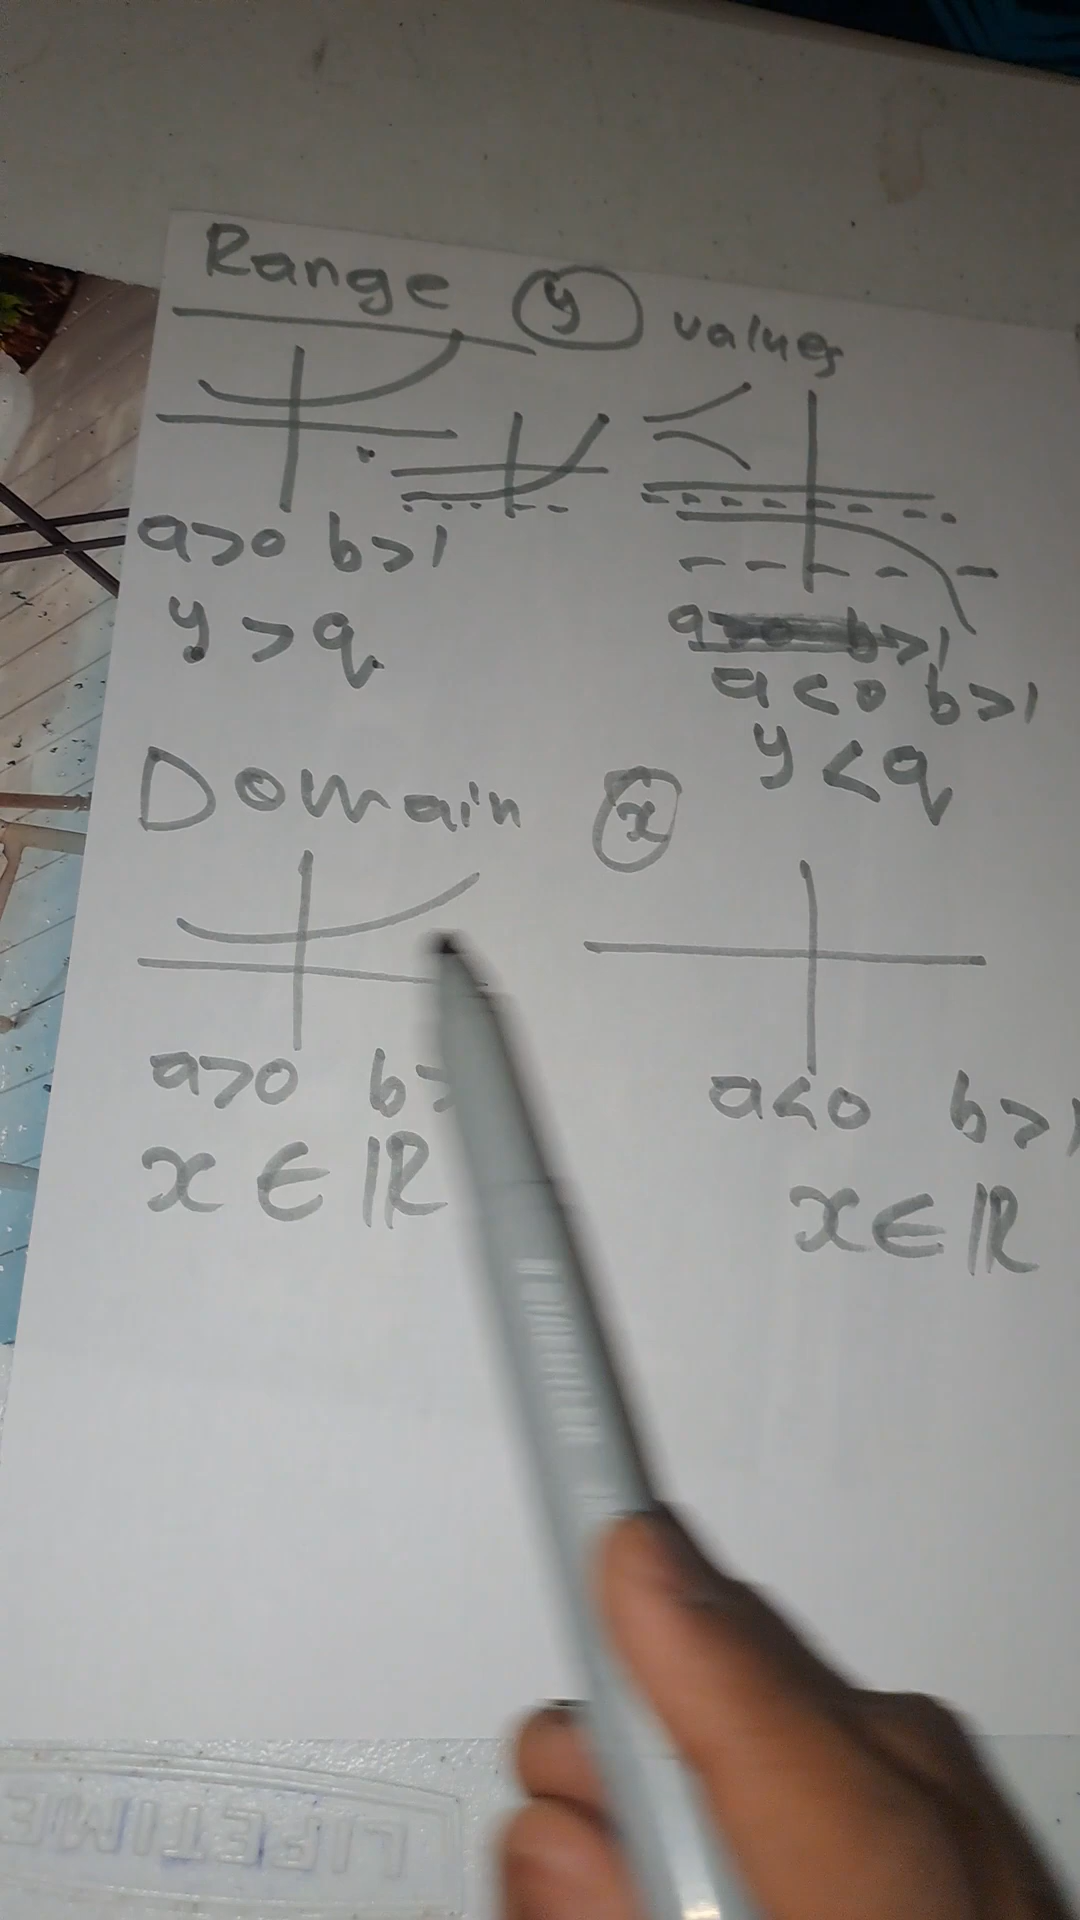 Range y values
a>0 b>1
y>q
a>0 b>1
a<0 b>1
y<q
Domain x
a>0 b>
a<0 b>1
x ∈ ℝ
x ∈ ℝ
LIFETIME